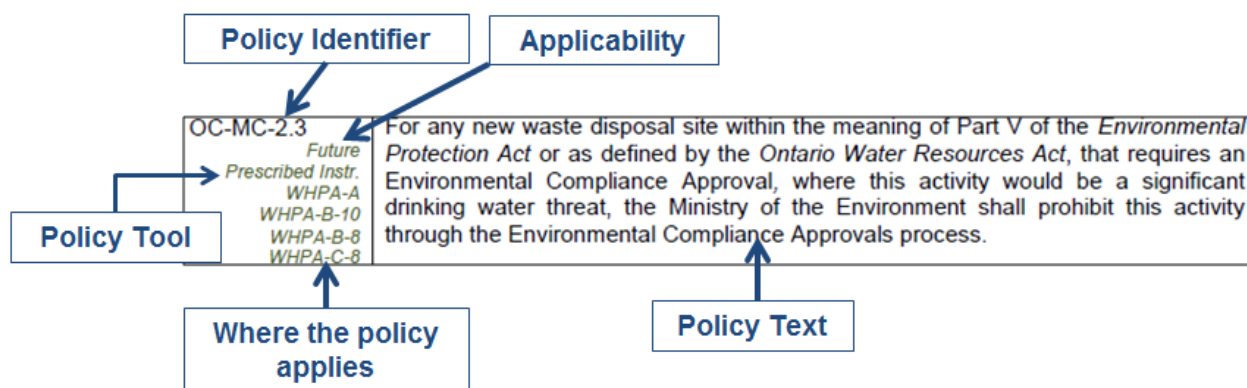 Policy Identifier
Applicability
OC-MC-2.3
Future
Prescribed Instr.
WHPA-A
WHPA-B-10
WHPA-B-8
WHPA-C-8
For any new waste disposal site within the meaning of Part V of the Environmental
Protection Act or as defined by the Ontario Water Resources Act, that requires an
Environmental Compliance Approval, where this activity would be a significant
drinking water threat, the Ministry of the Environment shall prohibit this activity
through the Environmental Compliance Approvals process.
Policy Tool
Where the policy
applies
Policy Text